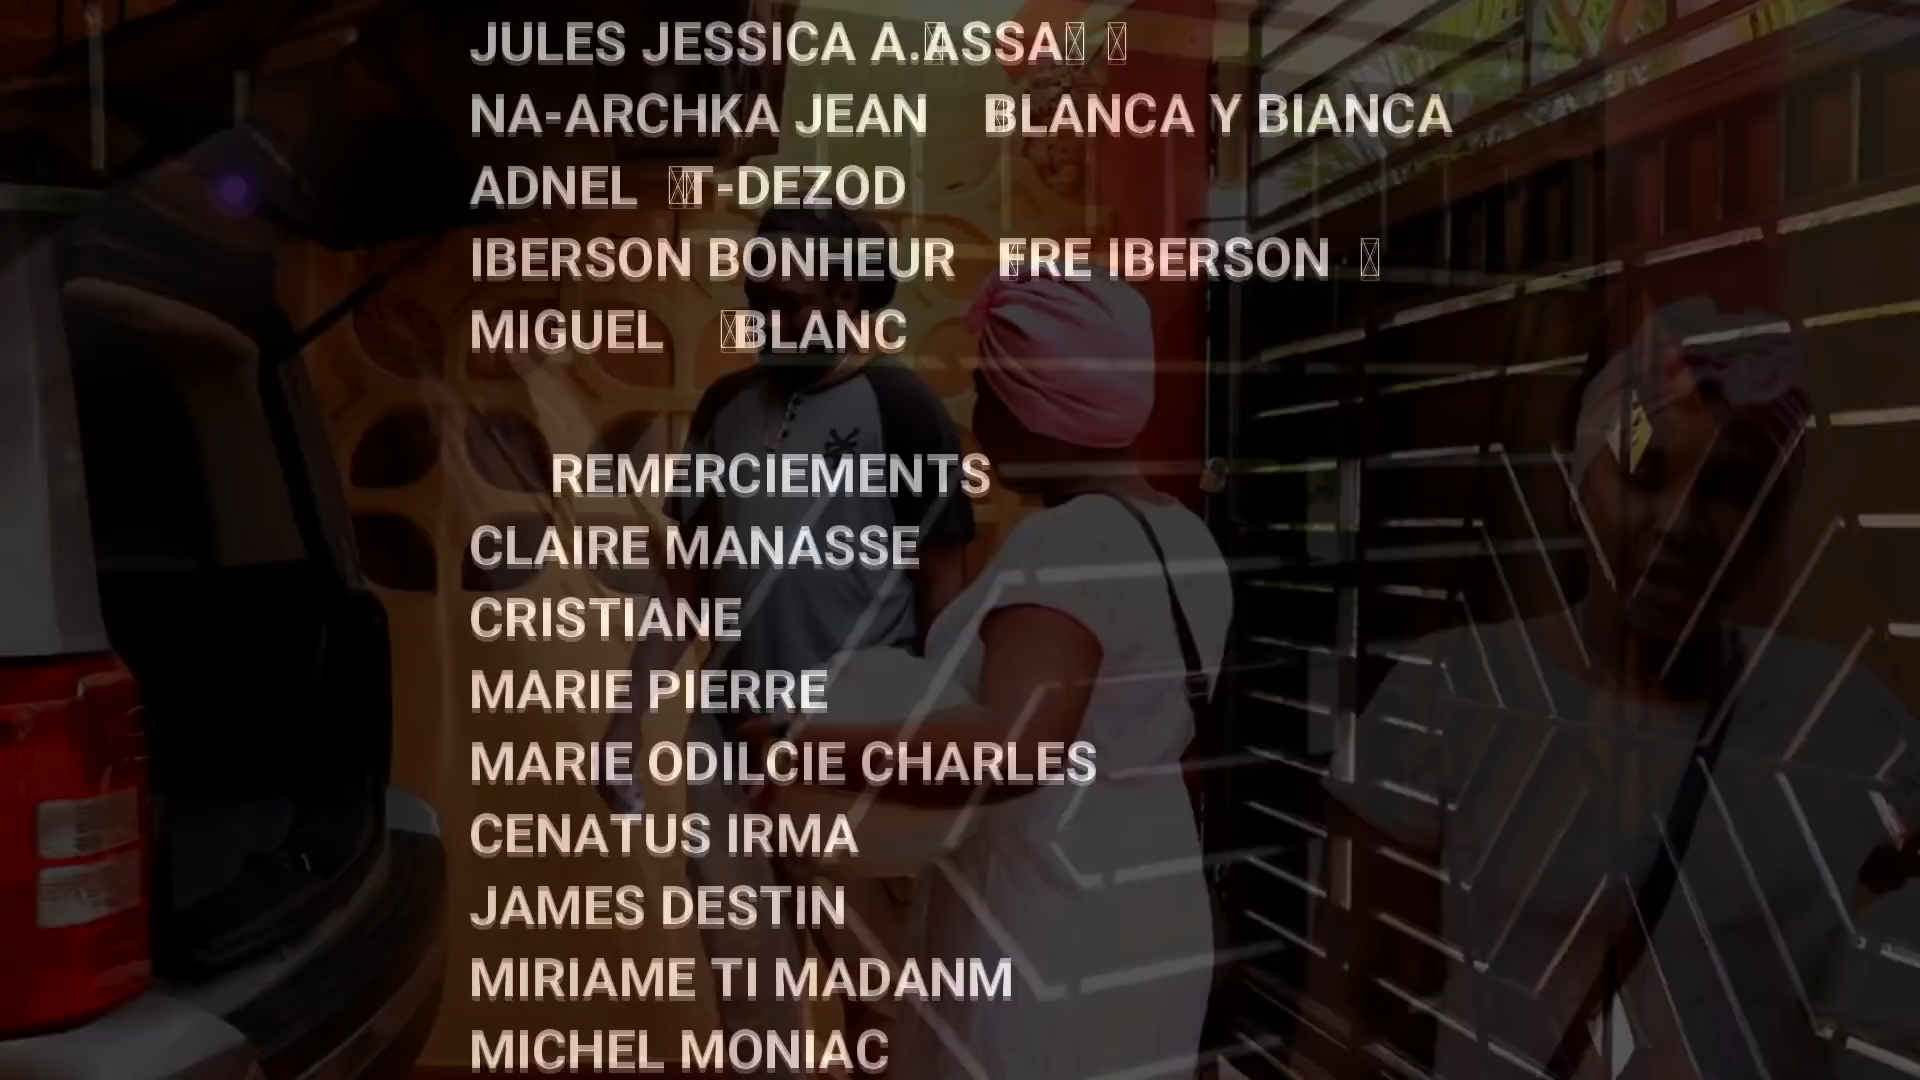 JULES JESSICA A. ASSA
NA-ARCHKA JEAN BLANCA Y BIANCA
ADNEL T-DEZOD
IBERSON BONHEUR FRE IBERSON
MIGUEL BLANC
REMERCIEMENTS
CLAIRE MANASSE
CRISTIANE
MARIE PIERRE
MARIE ODILCIE CHARLES
CENATUS IRMA
JAMES DESTIN
MIRIAME TI MADANM
MICHEL MONIAC